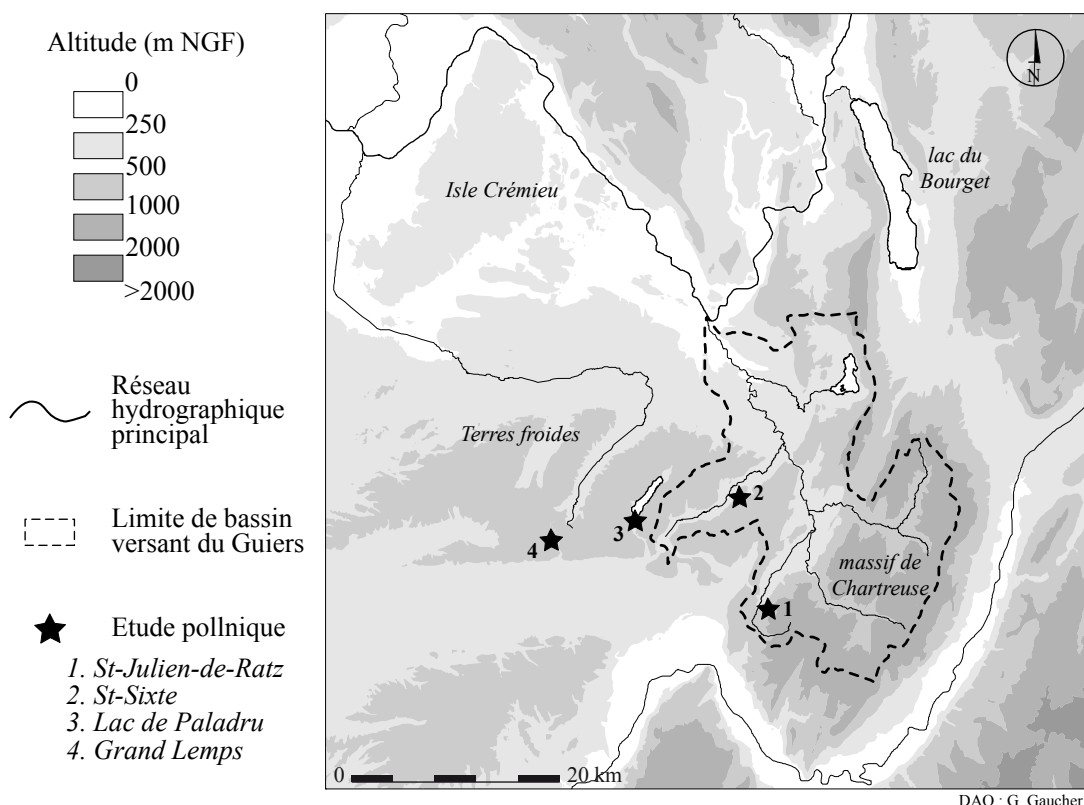 Altitude (m NGF)
0
250
500
1000
2000
>2000
Réseau
hydrographique
principal
Limite de bassin
versant du Guiers
Etude pollnique
1. St-Julien-de-Ratz
2. St-Sixte
3. Lac de Paladru
4. Grand Lemps
N
lac du
Bourget
Isle Crémieu
Terres froides
2
3
4
massif de
Chartreuse
1
0 20 km
DAO : G. Gaucher